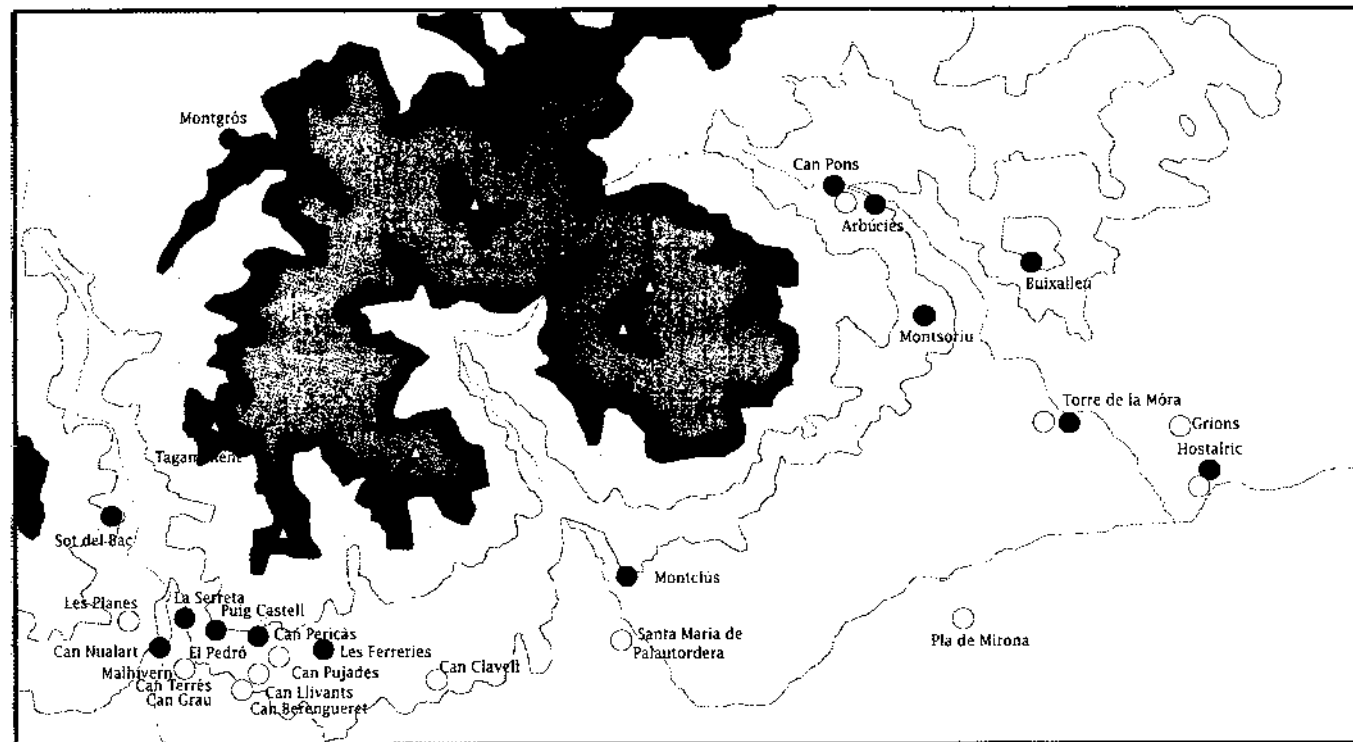 Montgròs
Can Pons
Arbúcies
Buixalleu
Montsoriu
Torre de la Móra
Grions
Hostalric
Sot del Bac
Montclús
La Serreta
Les Planes
Puig Castell
Can Pericàs
Santa Maria de
Palautordera
Pla de Mirona
Can Nualart
El Pedró
Les Ferreries
Malhivern
Can Pujades
Can Clavell
Can Terrés
Can Llivants
Can Grau
Can Berengueret